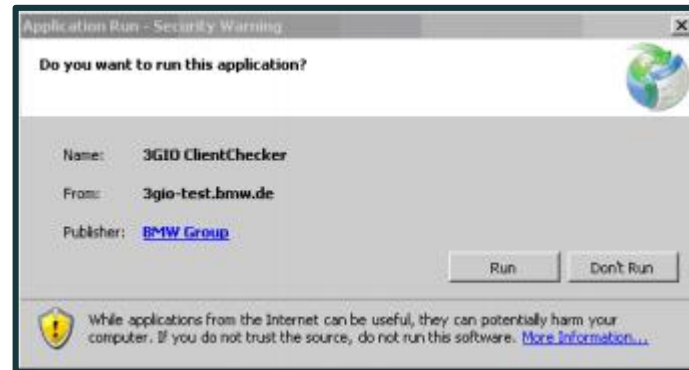 Application Run - Security Warning
Do you want to run this application?
Name: 3GIO ClientChecker
From: 3gio-test.bmw.de
Publisher: BMW Group
Run Don't Run
While applications from the Internet can be useful, they can potentially harm your
computer. If you do not trust the source, do not run this software. More Information...